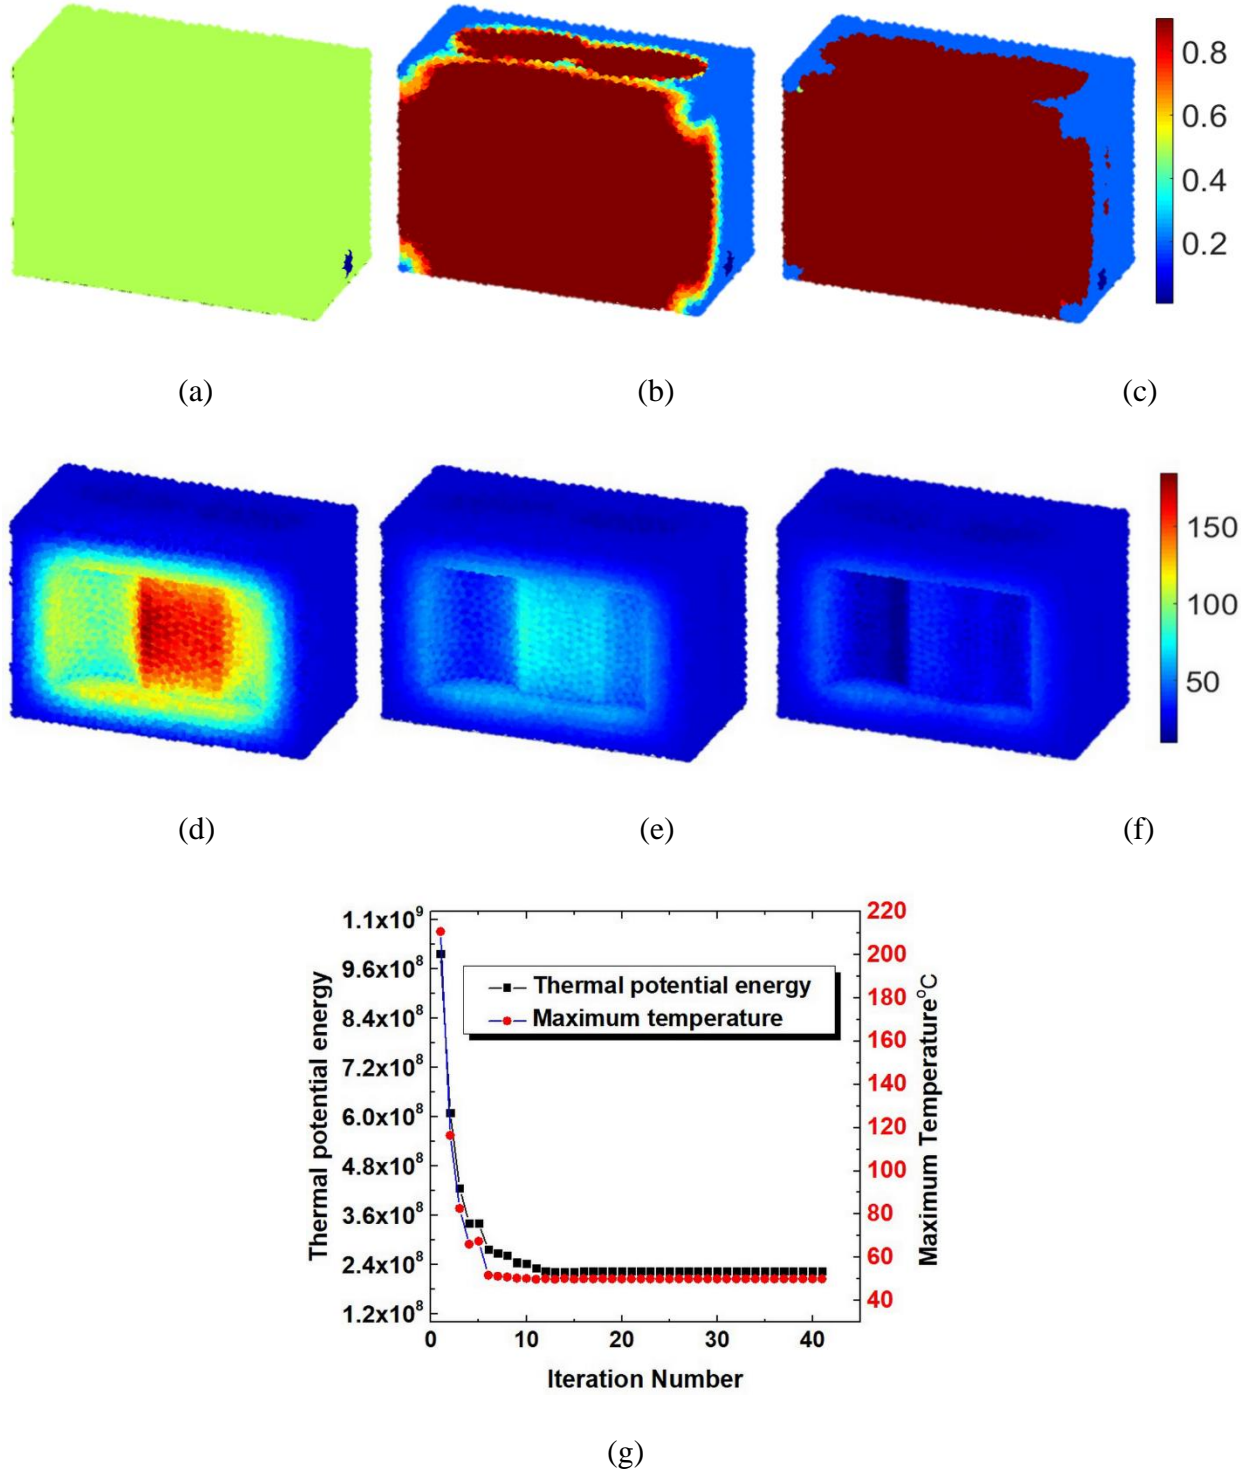 0.8
0.6
0.4
0.2
(a) (b) (c)
150
100
50
(d) (e) (f)
1.1x10⁹
9.6x10⁸
8.4x10⁸
7.2x10⁸
6.0x10⁸
4.8x10⁸
3.6x10⁸
2.4x10⁸
1.2x10⁸
Thermal potential energy
Thermal potential energy
Maximum temperature
220
200
180
160
140
120
100
80
60
40
Maximum Temperature°C
0 10 20 30 40
Iteration Number
(g)